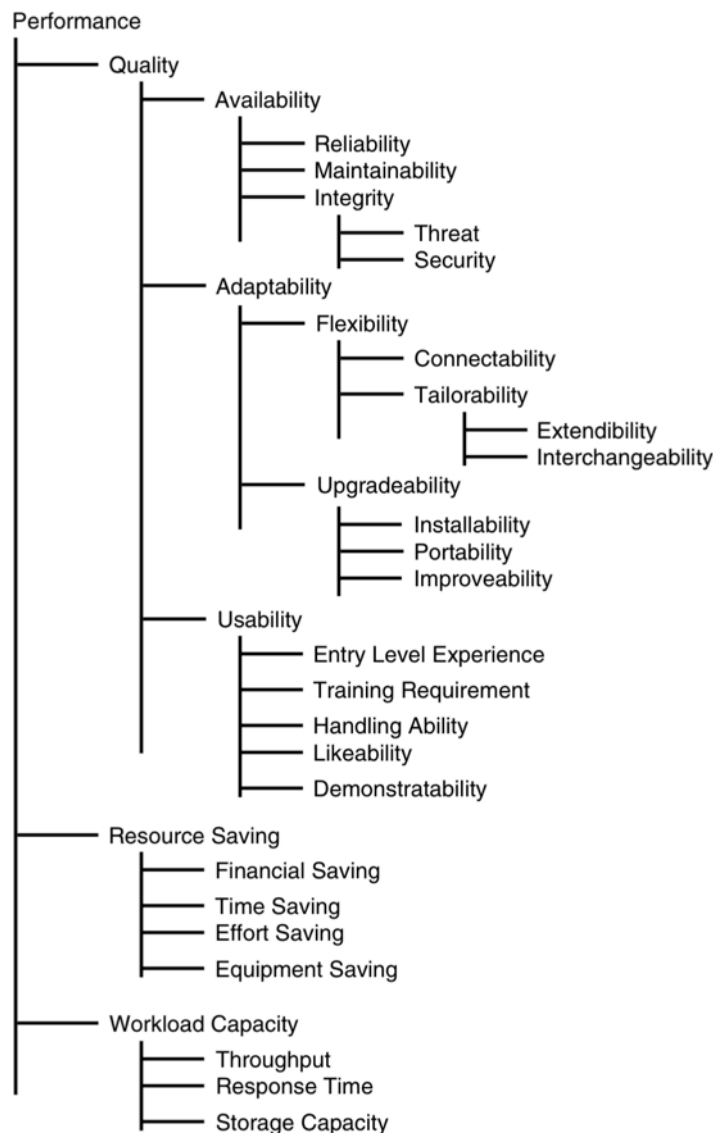 Performance
Quality
Availability
Reliability
Maintainability
Integrity
Threat
Security
Adaptability
Flexibility
Connectability
Tailorability
Extendibility
Interchangeability
Upgradeability
Installability
Portability
Improveability
Usability
Entry Level Experience
Training Requirement
Handling Ability
Likeability
Demonstratability
Resource Saving
Financial Saving
Time Saving
Effort Saving
Equipment Saving
Workload Capacity
Throughput
Response Time
Storage Capacity